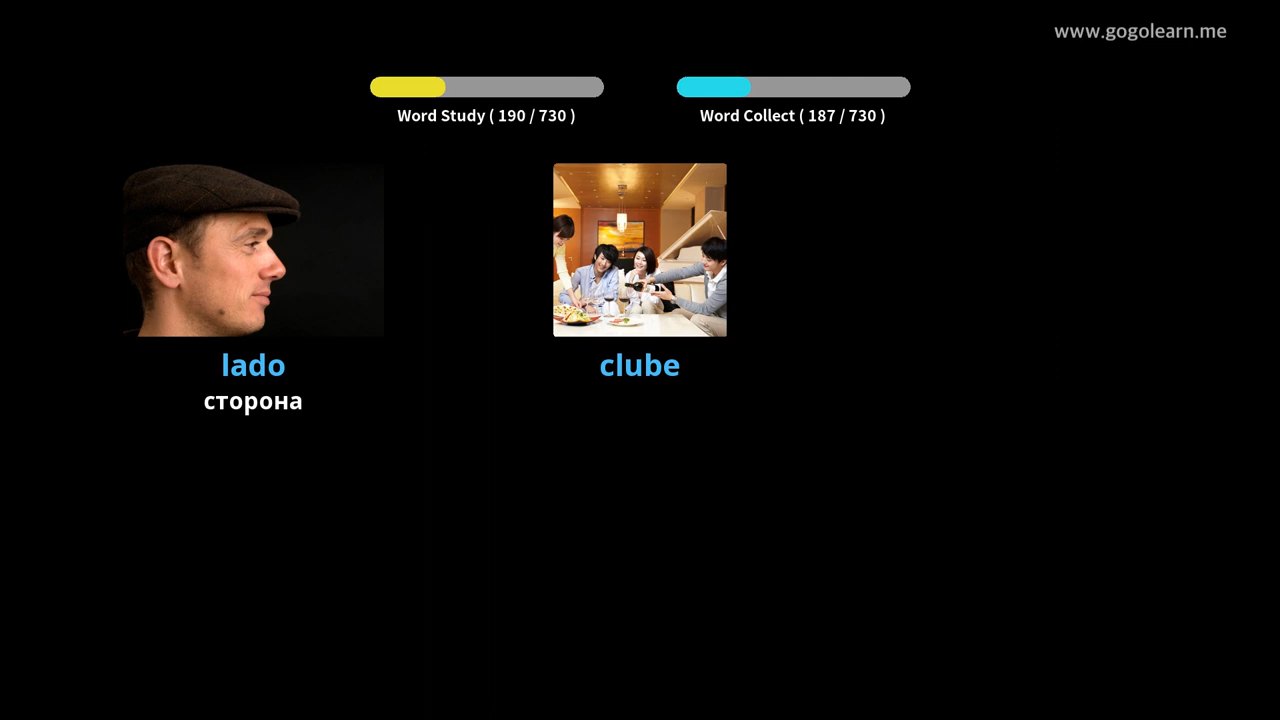 www.gogolearn.me
Word Study ( 190 / 730 )
Word Collect ( 187 / 730 )
lado
сторона
clube